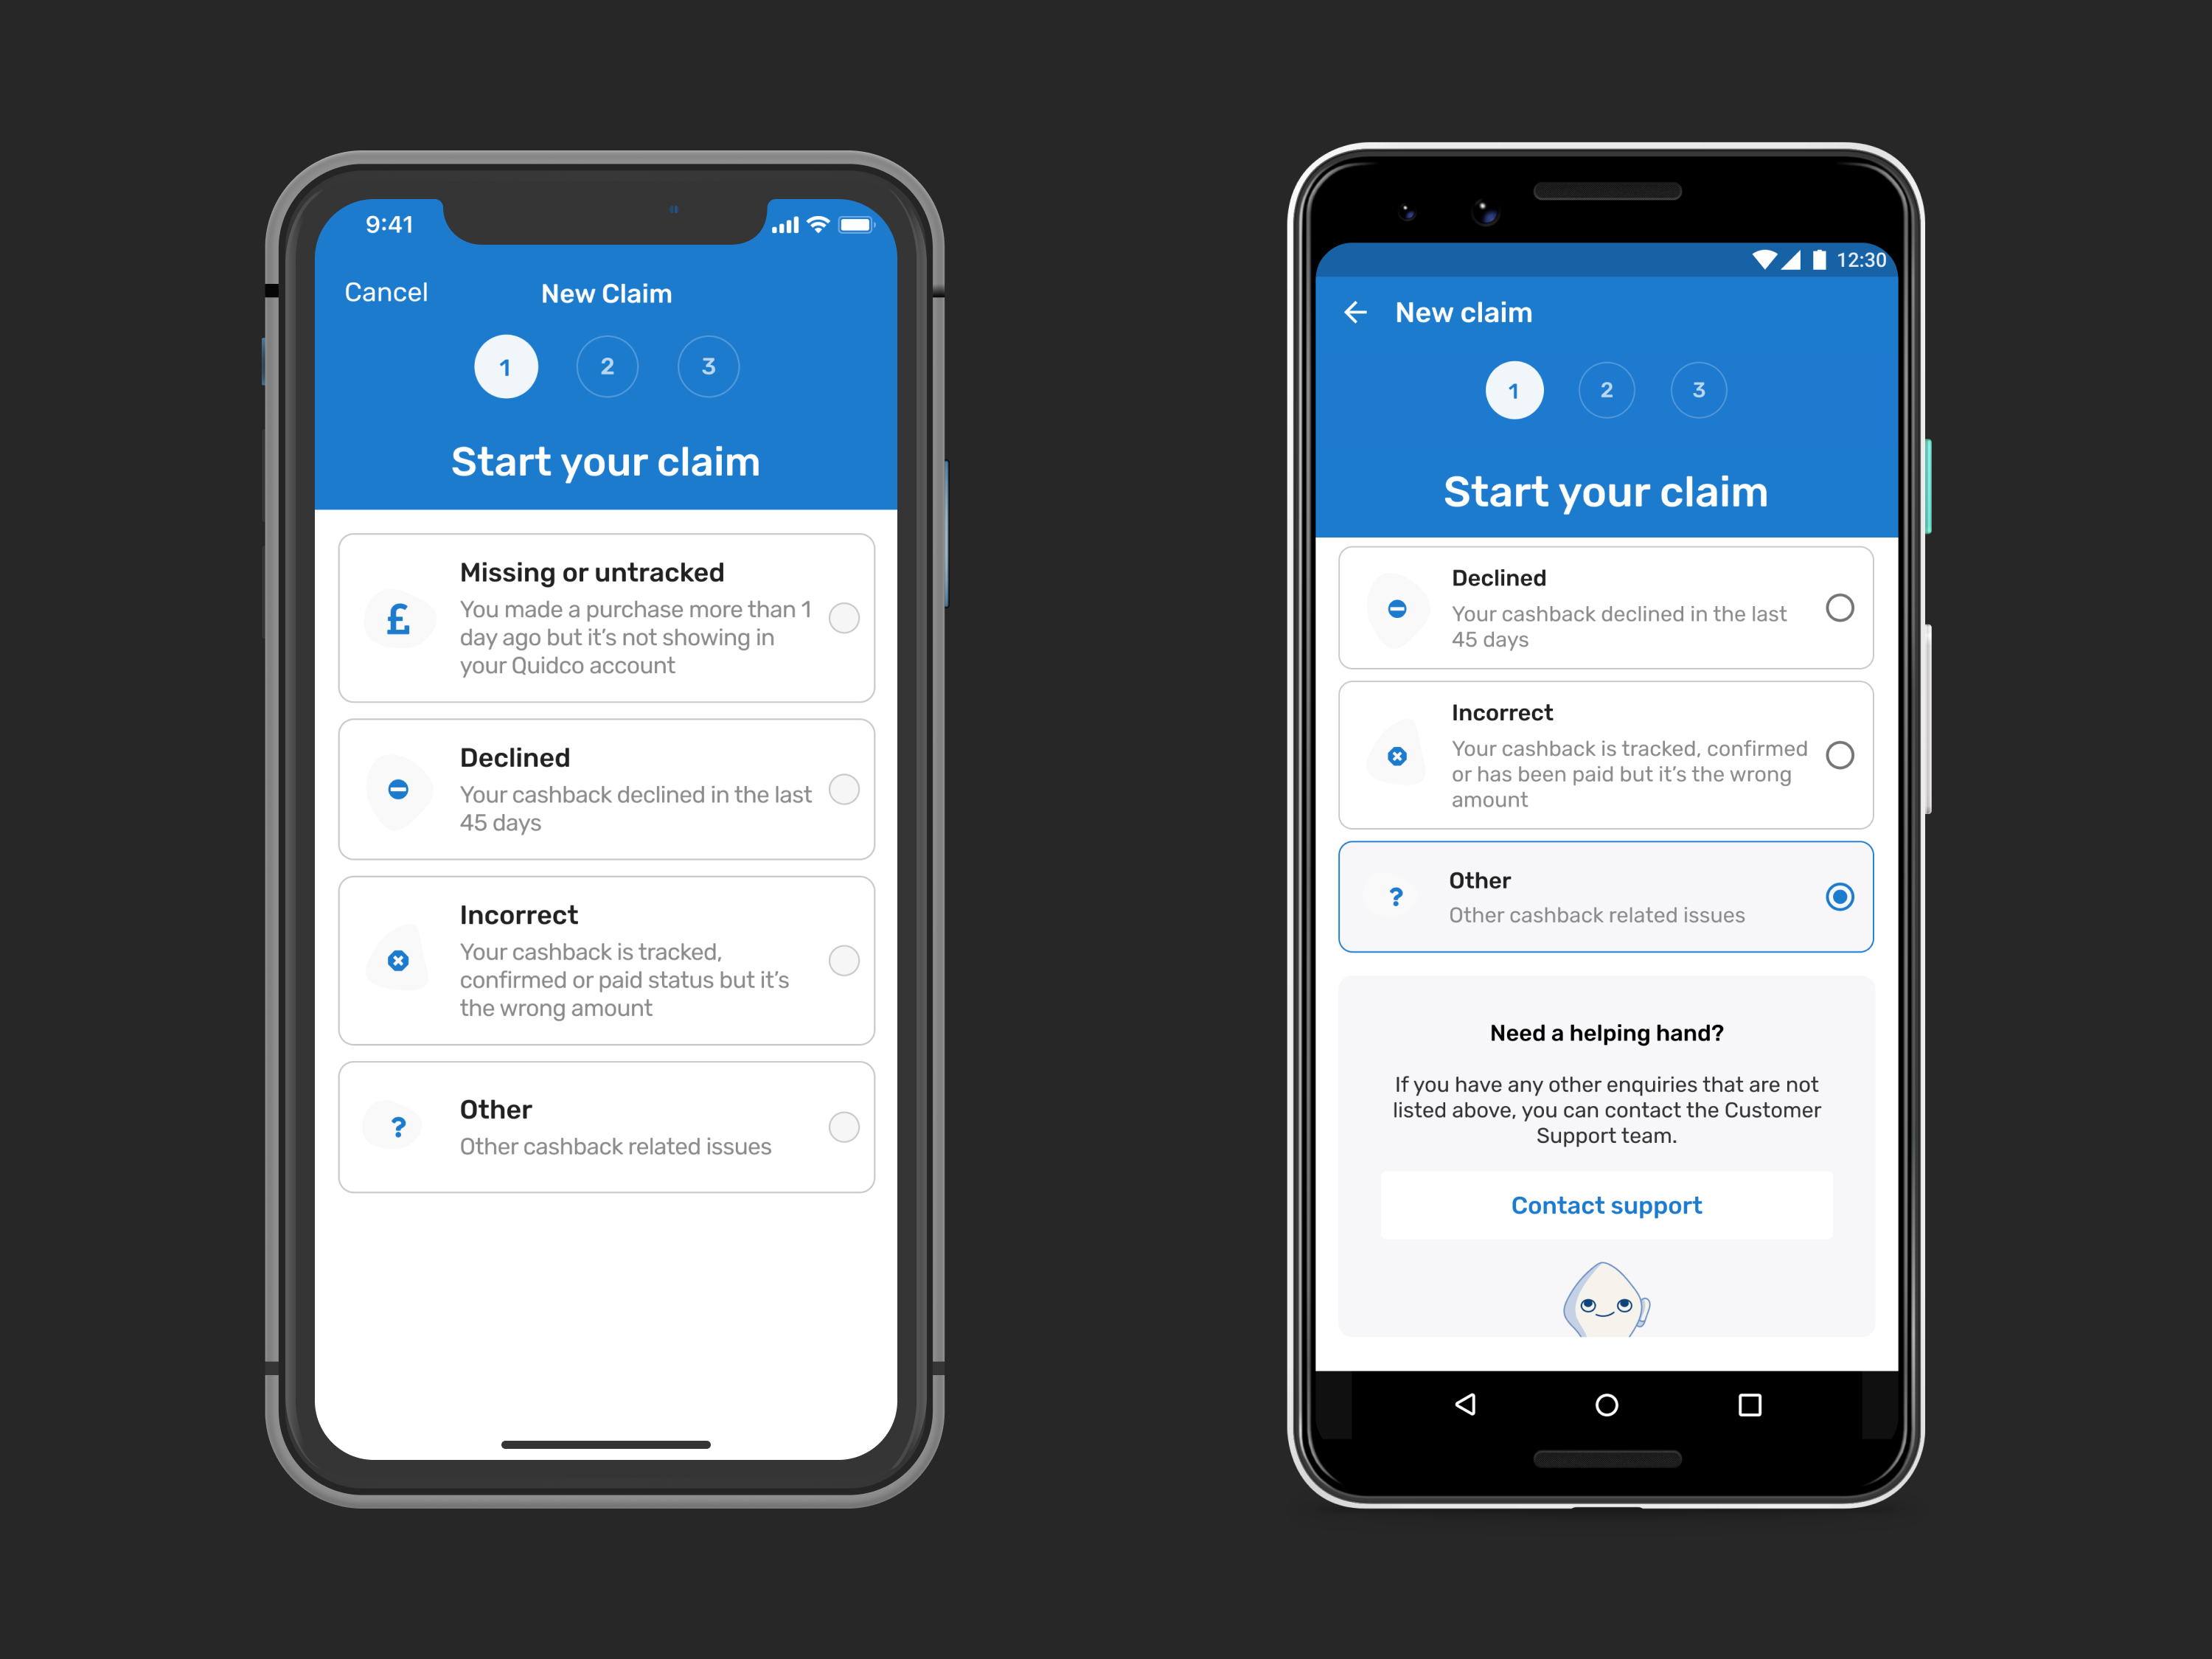 9:41
Cancel
New Claim
1
2
3
Start your claim
£
Missing or untracked
You made a purchase more than 1
day ago but it’s not showing in
your Quidco account
Declined
Your cashback declined in the last
45 days
Incorrect
Your cashback is tracked,
confirmed or paid status but it’s
the wrong amount
?
Other
Other cashback related issues
12:30
New claim
1
2
3
Start your claim
Declined
Your cashback declined in the last
45 days
Incorrect
Your cashback is tracked, confirmed
or has been paid but it’s the wrong
amount
?
Other
Other cashback related issues
Need a helping hand?
If you have any other enquiries that are not
listed above, you can contact the Customer
Support team.
Contact support